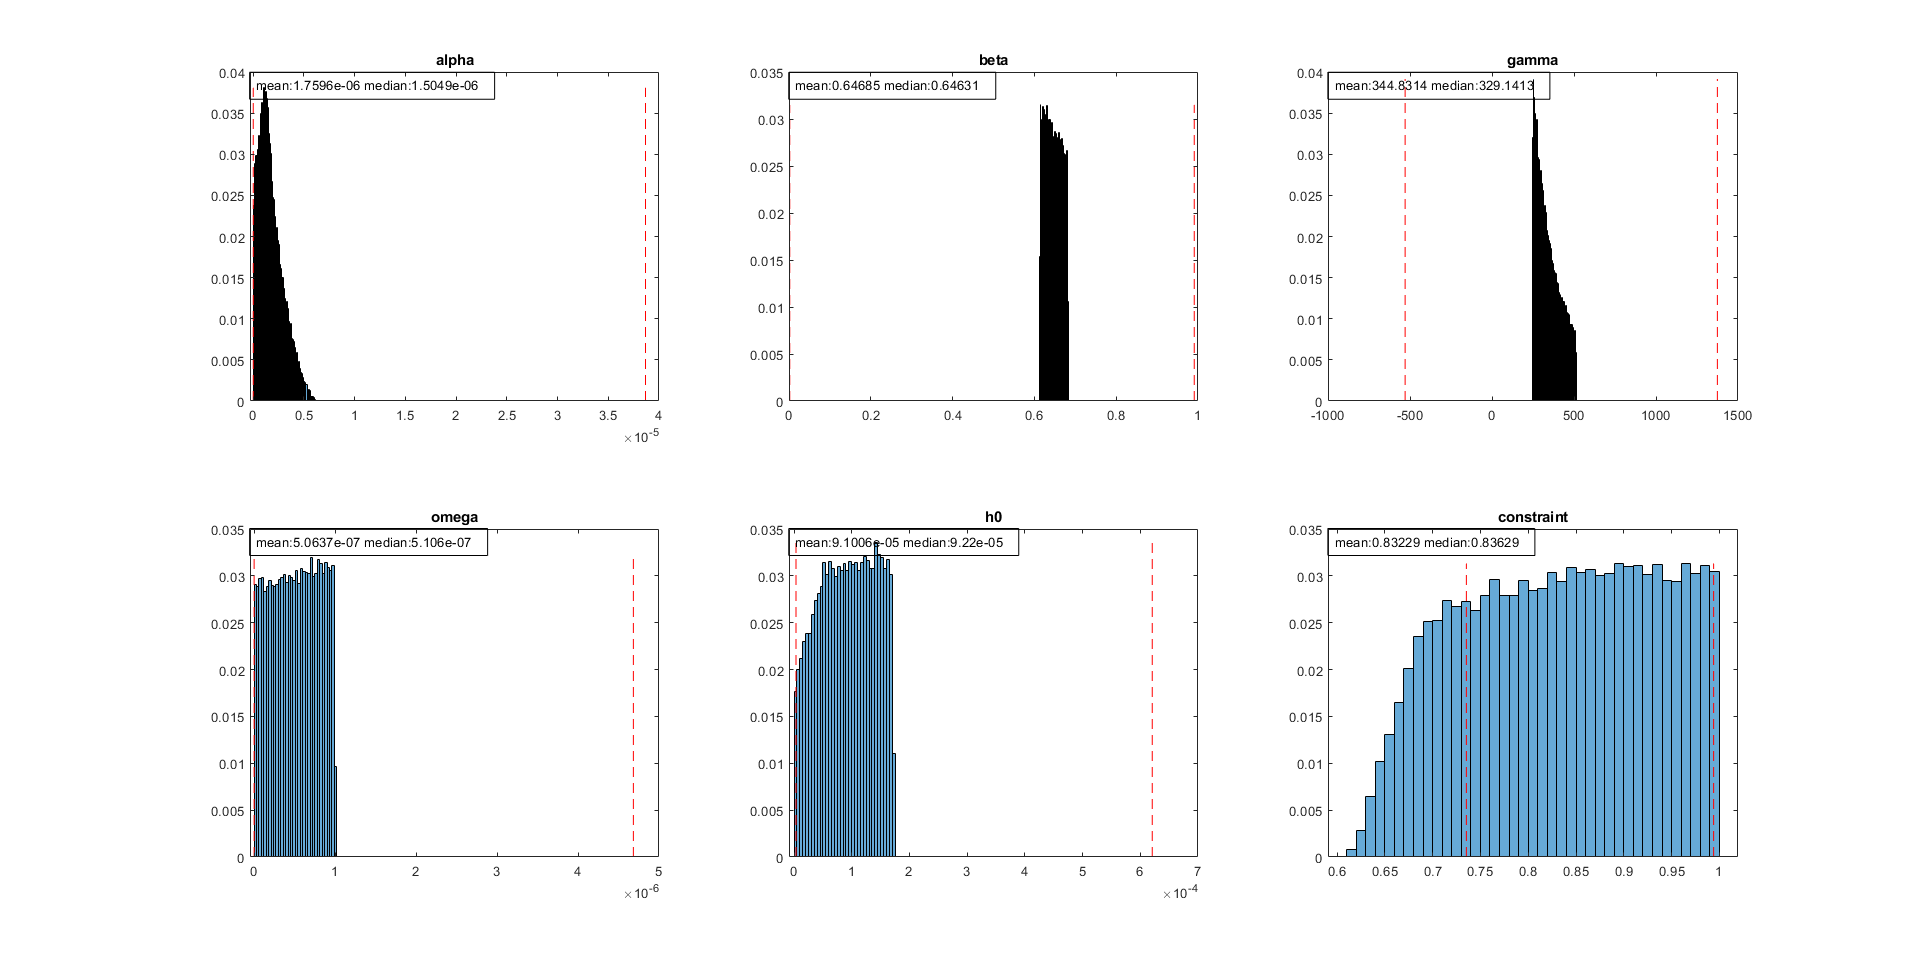 alpha
mean:1.7596e-06 median:1.5049e-06
0.04
0.035
0.03
0.025
0.02
0.015
0.01
0.005
0
0 0.5 1 1.5 2 2.5 3 3.5 4
×10-5
beta
mean:0.64685 median:0.64631
0.035
0.03
0.025
0.02
0.015
0.01
0.005
0
0 0.2 0.4 0.6 0.8 1
gamma
mean:344.8314 median:329.1413
0.04
0.035
0.03
0.025
0.02
0.015
0.01
0.005
0
-1000 -500 0 500 1000 1500
omega
mean:5.0637e-07 median:5.106e-07
0.035
0.03
0.025
0.02
0.015
0.01
0.005
0
0 1 2 3 4 5
×10-6
h0
mean:9.1006e-05 median:9.22e-05
0.035
0.03
0.025
0.02
0.015
0.01
0.005
0
0 1 2 3 4 5 6 7
×10-4
constraint
mean:0.83229 median:0.83629
0.035
0.03
0.025
0.02
0.015
0.01
0.005
0
0.6 0.65 0.7 0.75 0.8 0.85 0.9 0.95 1